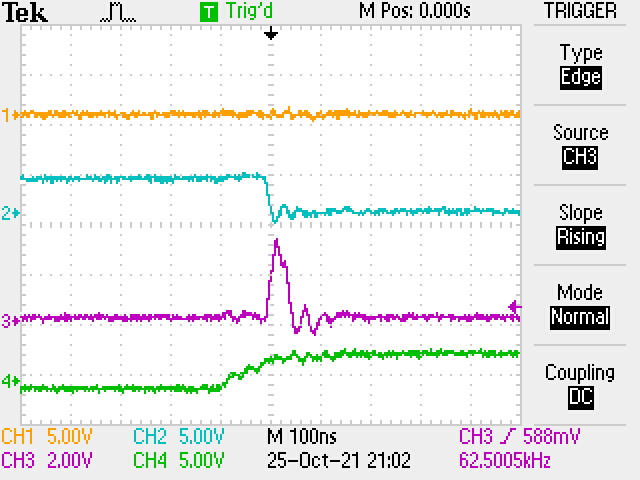 Tek T Trig'd M Pos: 0.000s TRIGGER
Type
Edge
Source
CH3
Slope
Rising
Mode
Normal
Coupling
DC
1
2
3
4
CH1 5.00V CH2 5.00V M 100ns CH3 588mV
CH3 2.00V CH4 5.00V 25-Oct-21 21:02 62.5005kHz